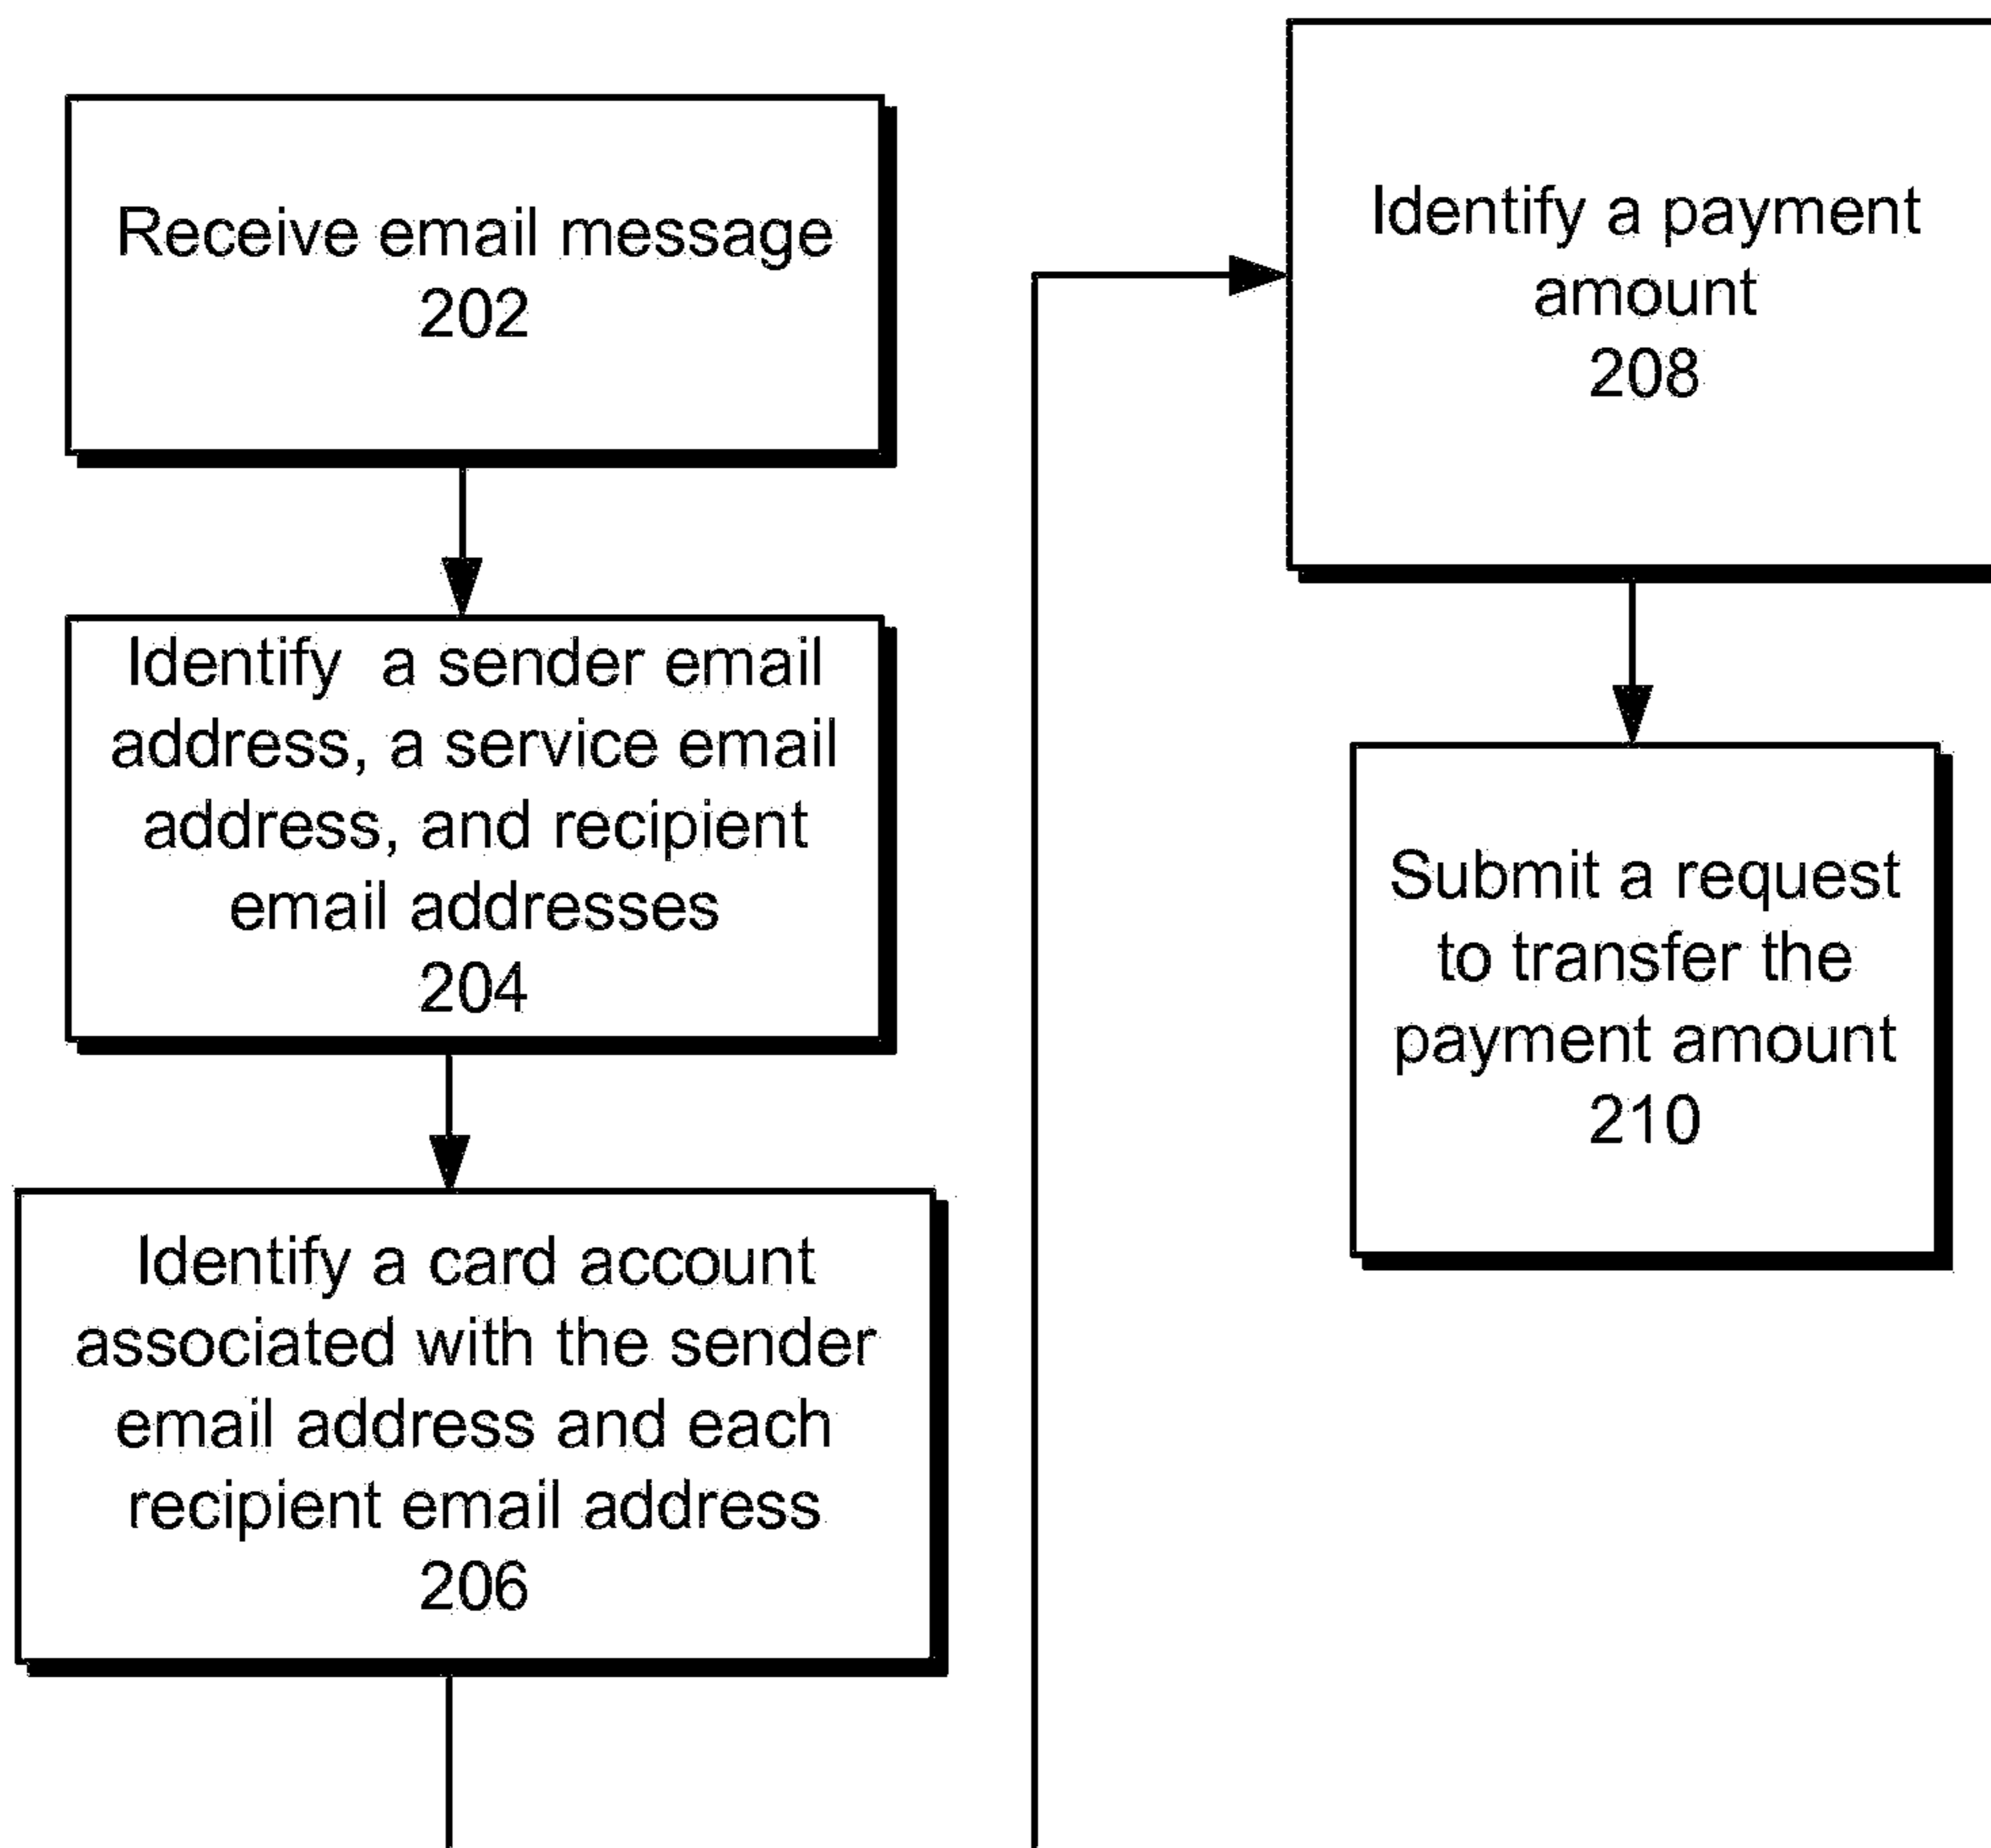 Receive email message
202
Identify a sender email
address, a service email
address, and recipient
email addresses
204
Identify a card account
associated with the sender
email address and each
recipient email address
206
Identify a payment
amount
208
Submit a request
to transfer the
payment amount
210